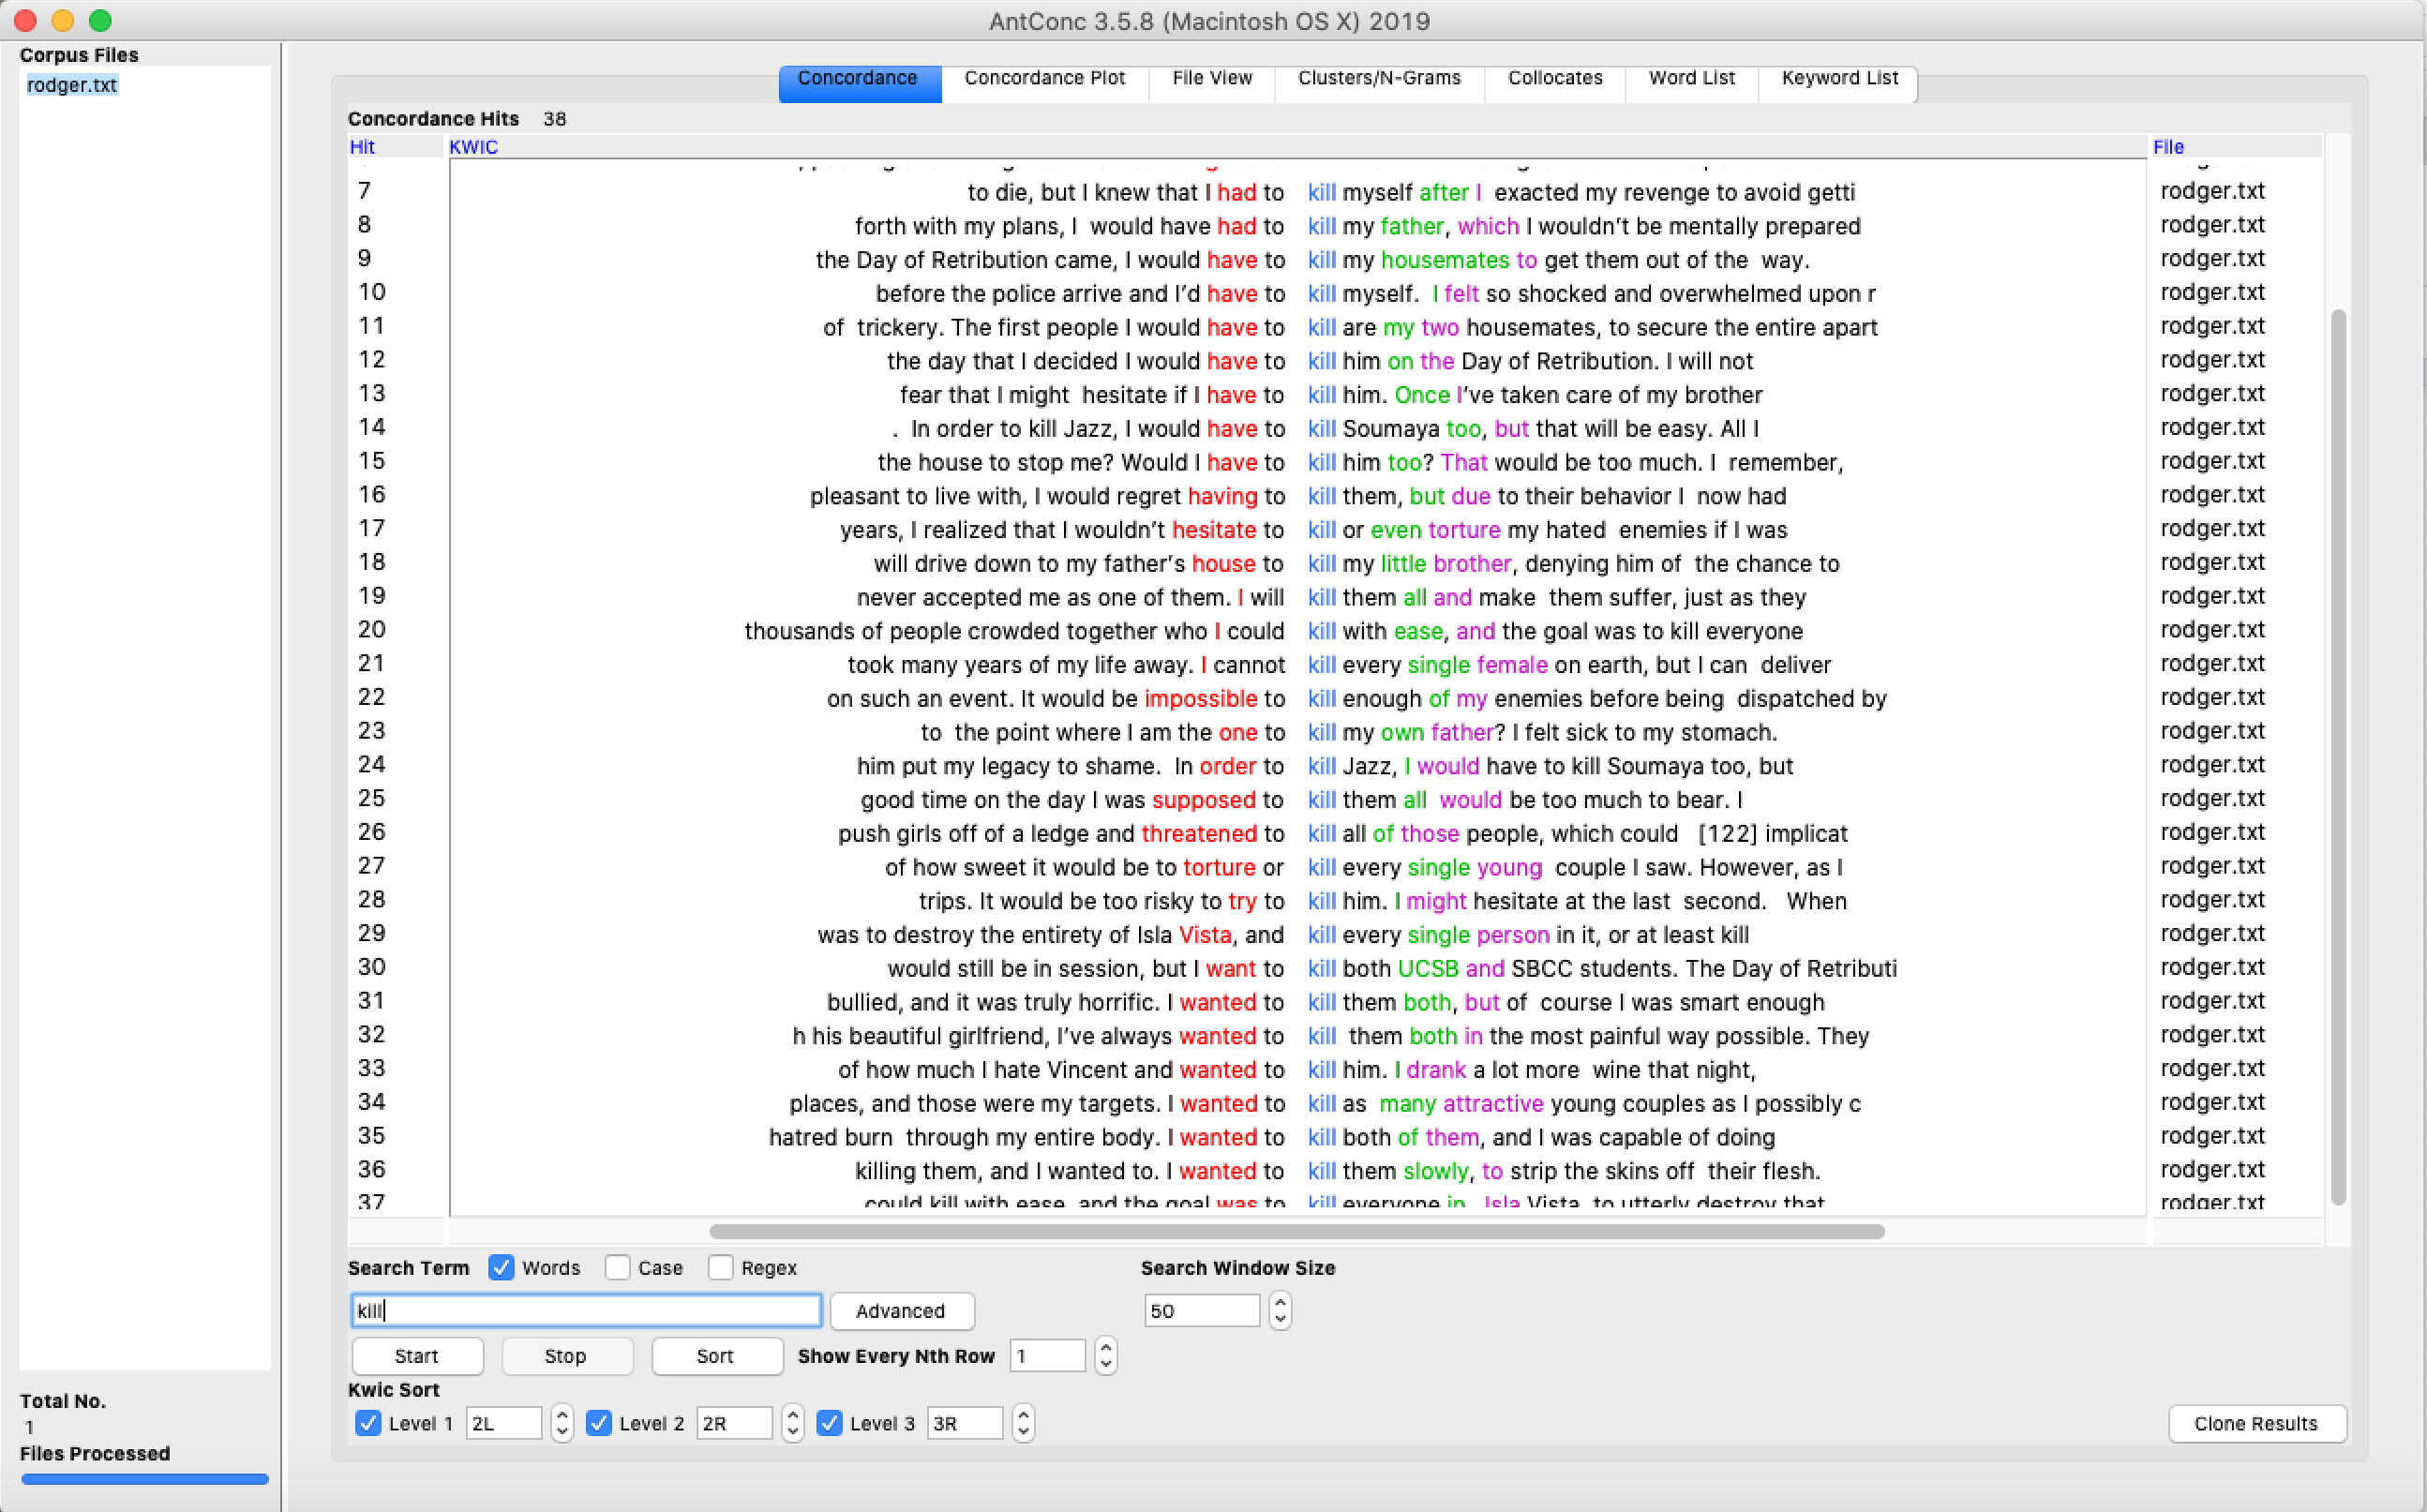 AntConc 3.5.8 (Macintosh OS X) 2019
Corpus Files
rodger.txt
Concordance Concordance Plot File View Clusters/N-Grams Collocates Word List Keyword List
Concordance Hits 38
Hit KWIC File
7 to die, but I knew that I had to kill myself after I exacted my revenge to avoid getti rodger.txt
8 forth with my plans, I would have had to kill my father, which I wouldn’t be mentally prepared rodger.txt
9 the Day of Retribution came, I would have to kill my housemates to get them out of the way. rodger.txt
10 before the police arrive and I’d have to kill myself. I felt so shocked and overwhelmed upon r rodger.txt
11 of trickery. The first people I would have to kill are my two housemates, to secure the entire apart rodger.txt
12 the day that I decided I would have to kill him on the Day of Retribution. I will not rodger.txt
13 fear that I might hesitate if I have to kill him. Once I’ve taken care of my brother rodger.txt
14 . In order to kill Jazz, I would have to kill Soumaya too, but that will be easy. All I rodger.txt
15 the house to stop me? Would I have to kill him too? That would be too much. I remember, rodger.txt
16 pleasant to live with, I would regret having to kill them, but due to their behavior I now had rodger.txt
17 years, I realized that I wouldn’t hesitate to kill or even torture my hated enemies if I was rodger.txt
18 will drive down to my father’s house to kill my little brother, denying him of the chance to rodger.txt
19 never accepted me as one of them. I will kill them all and make them suffer, just as they rodger.txt
20 thousands of people crowded together who I could kill with ease, and the goal was to kill everyone rodger.txt
21 took many years of my life away. I cannot kill every single female on earth, but I can deliver rodger.txt
22 on such an event. It would be impossible to kill enough of my enemies before being dispatched by rodger.txt
23 to the point where I am the one to kill my own father? I felt sick to my stomach. rodger.txt
24 him put my legacy to shame. In order to kill Jazz, I would have to kill Soumaya too, but rodger.txt
25 good time on the day I was supposed to kill them all would be too much to bear. I rodger.txt
26 push girls off of a ledge and threatened to kill all of those people, which could [122] implicat rodger.txt
27 of how sweet it would be to torture or kill every single young couple I saw. However, as I rodger.txt
28 trips. It would be too risky to try to kill him. I might hesitate at the last second. When rodger.txt
29 was to destroy the entirety of Isla Vista, and kill every single person in it, or at least kill rodger.txt
30 would still be in session, but I want to kill both UCSB and SBCC students. The Day of Retributi rodger.txt
31 bullied, and it was truly horrific. I wanted to kill them both, but of course I was smart enough rodger.txt
32 h his beautiful girlfriend, I’ve always wanted to kill them both in the most painful way possible. They rodger.txt
33 of how much I hate Vincent and wanted to kill him. I drank a lot more wine that night, rodger.txt
34 places, and those were my targets. I wanted to kill as many attractive young couples as I possibly c rodger.txt
35 hatred burn through my entire body. I wanted to kill both of them, and I was capable of doing rodger.txt
36 killing them, and I wanted to. I wanted to kill them slowly, to strip the skins off their flesh. rodger.txt
37 could kill with ease, and the goal was to kill everyone in Isla Vista, to utterly destroy that rodger.txt
Search Term Words Case Regex Search Window Size
kill Advanced 50
Start Stop Sort Show Every Nth Row 1
Kwic Sort
Level 1 2L Level 2 2R Level 3 3R Clone Results
Total No.
1
Files Processed